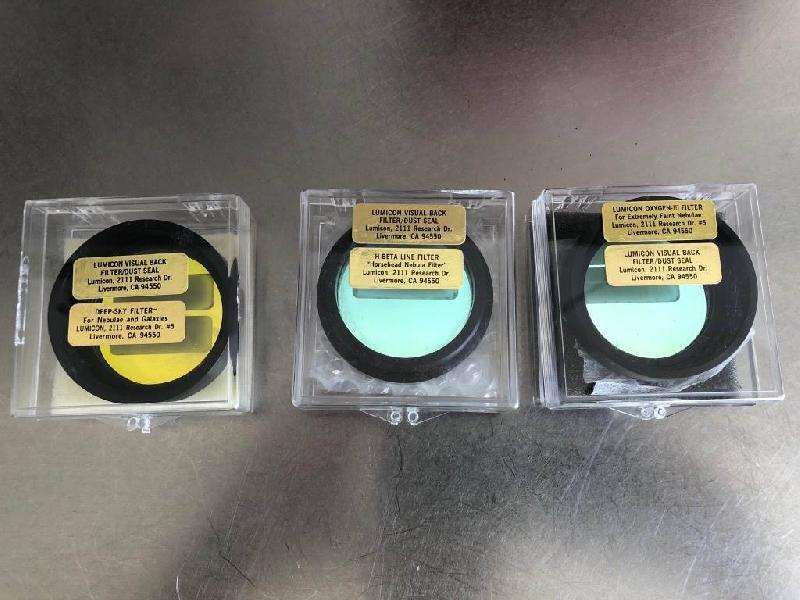 LUMICON VISUAL BACK
FILTER/DUST SEAL
Lumicon, 2111 Research Dr.
Livermore, CA 94550
DEEP-SKY FILTER™
For Nebulae and Galaxies
LUMICON, 2111 Research Dr. #5
Livermore, CA 94550
LUMICON VISUAL BACK
FILTER/DUST SEAL
Lumicon, 2111 Research Dr.
Livermore, CA 94550
H-BETA LINE FILTER
"Horsehead Nebula Filter"
Lumicon, 2111 Research Dr.
Livermore, CA 94550
LUMICON OXYGEN-III FILTER
For Extremely Faint Nebulae
Lumicon, 2111 Research Dr. #5
Livermore, CA 94550
LUMICON VISUAL BACK
FILTER/DUST SEAL
Lumicon, 2111 Research Dr.
Livermore, CA 94550